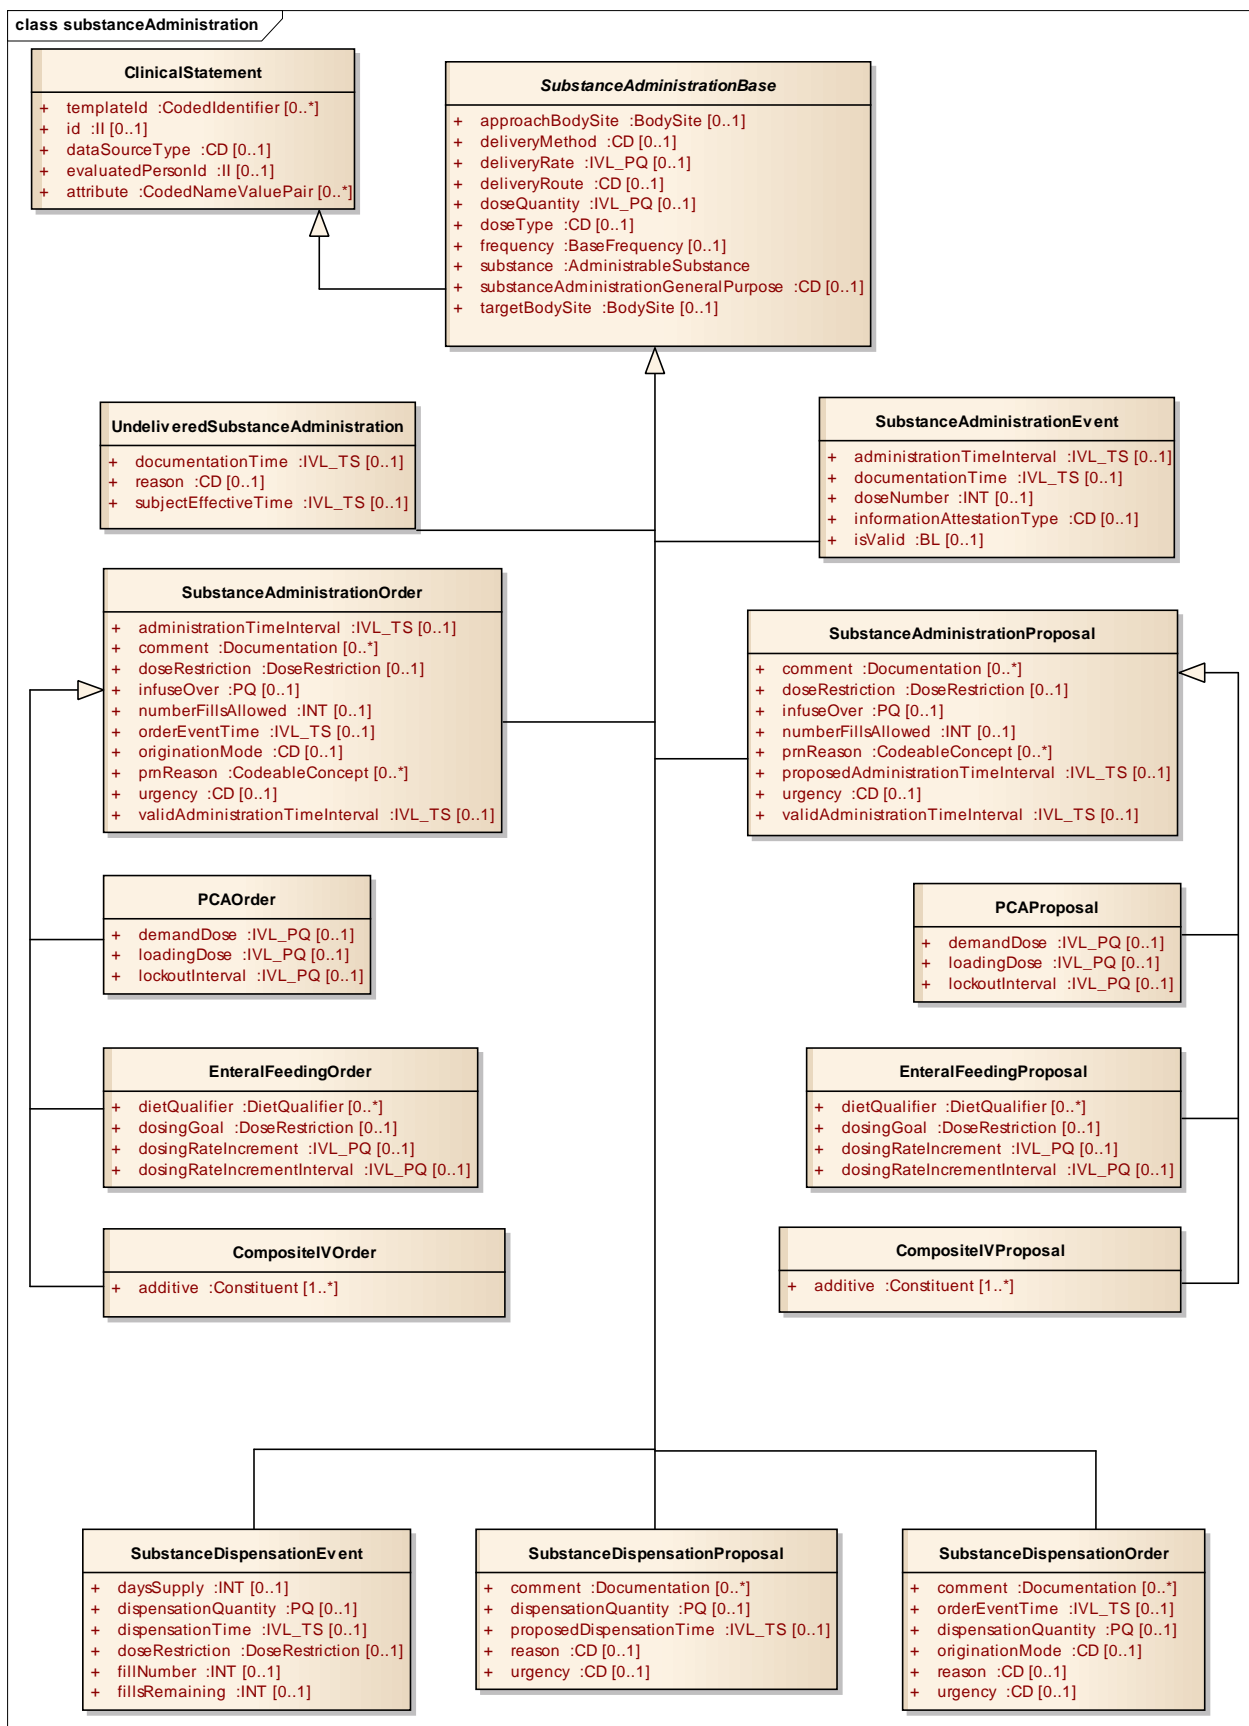 class substanceAdministration
ClinicalStatement
+ templateId :CodedIdentifier [0..*]
+ id :II [0..1]
+ dataSourceType :CD [0..1]
+ evaluatedPersonId :II [0..1]
+ attribute :CodedNameValuePair [0..*]
SubstanceAdministrationBase
+ approachBodySite :BodySite [0..1]
+ deliveryMethod :CD [0..1]
+ deliveryRate :IVL_PQ [0..1]
+ deliveryRoute :CD [0..1]
+ doseQuantity :IVL_PQ [0..1]
+ doseType :CD [0..1]
+ frequency :BaseFrequency [0..1]
+ substance :AdministrableSubstance
+ substanceAdministrationGeneralPurpose :CD [0..1]
+ targetBodySite :BodySite [0..1]
UndeliveredSubstanceAdministration
+ documentationTime :IVL_TS [0..1]
+ reason :CD [0..1]
+ subjectEffectiveTime :IVL_TS [0..1]
SubstanceAdministrationEvent
+ administrationTimeInterval :IVL_TS [0..1]
+ documentationTime :IVL_TS [0..1]
+ doseNumber :INT [0..1]
+ informationAttestationType :CD [0..1]
+ isValid :BL [0..1]
SubstanceAdministrationOrder
+ administrationTimeInterval :IVL_TS [0..1]
+ comment :Documentation [0..*]
+ doseRestriction :DoseRestriction [0..1]
+ infuseOver :PQ [0..1]
+ numberFillsAllowed :INT [0..1]
+ orderEventTime :IVL_TS [0..1]
+ originationMode :CD [0..1]
+ prnReason :CodeableConcept [0..*]
+ urgency :CD [0..1]
+ validAdministrationTimeInterval :IVL_TS [0..1]
SubstanceAdministrationProposal
+ comment :Documentation [0..*]
+ doseRestriction :DoseRestriction [0..1]
+ infuseOver :PQ [0..1]
+ numberFillsAllowed :INT [0..1]
+ prnReason :CodeableConcept [0..*]
+ proposedAdministrationTimeInterval :IVL_TS [0..1]
+ urgency :CD [0..1]
+ validAdministrationTimeInterval :IVL_TS [0..1]
PCAOrder
+ demandDose :IVL_PQ [0..1]
+ loadingDose :IVL_PQ [0..1]
+ lockoutInterval :IVL_PQ [0..1]
PCAProposal
+ demandDose :IVL_PQ [0..1]
+ loadingDose :IVL_PQ [0..1]
+ lockoutInterval :IVL_PQ [0..1]
EnteralFeedingOrder
+ dietQualifier :DietQualifier [0..*]
+ dosingGoal :DoseRestriction [0..1]
+ dosingRateIncrement :IVL_PQ [0..1]
+ dosingRateIncrementInterval :IVL_PQ [0..1]
EnteralFeedingProposal
+ dietQualifier :DietQualifier [0..*]
+ dosingGoal :DoseRestriction [0..1]
+ dosingRateIncrement :IVL_PQ [0..1]
+ dosingRateIncrementInterval :IVL_PQ [0..1]
CompositeIVOrder
+ additive :Constituent [1..*]
CompositeIVProposal
+ additive :Constituent [1..*]
SubstanceDispensationEvent
+ daysSupply :INT [0..1]
+ dispensationQuantity :PQ [0..1]
+ dispensationTime :IVL_TS [0..1]
+ doseRestriction :DoseRestriction [0..1]
+ fillNumber :INT [0..1]
+ fillsRemaining :INT [0..1]
SubstanceDispensationProposal
+ comment :Documentation [0..*]
+ dispensationQuantity :PQ [0..1]
+ proposedDispensationTime :IVL_TS [0..1]
+ reason :CD [0..1]
+ urgency :CD [0..1]
SubstanceDispensationOrder
+ comment :Documentation [0..*]
+ orderEventTime :IVL_TS [0..1]
+ dispensationQuantity :PQ [0..1]
+ originationMode :CD [0..1]
+ reason :CD [0..1]
+ urgency :CD [0..1]